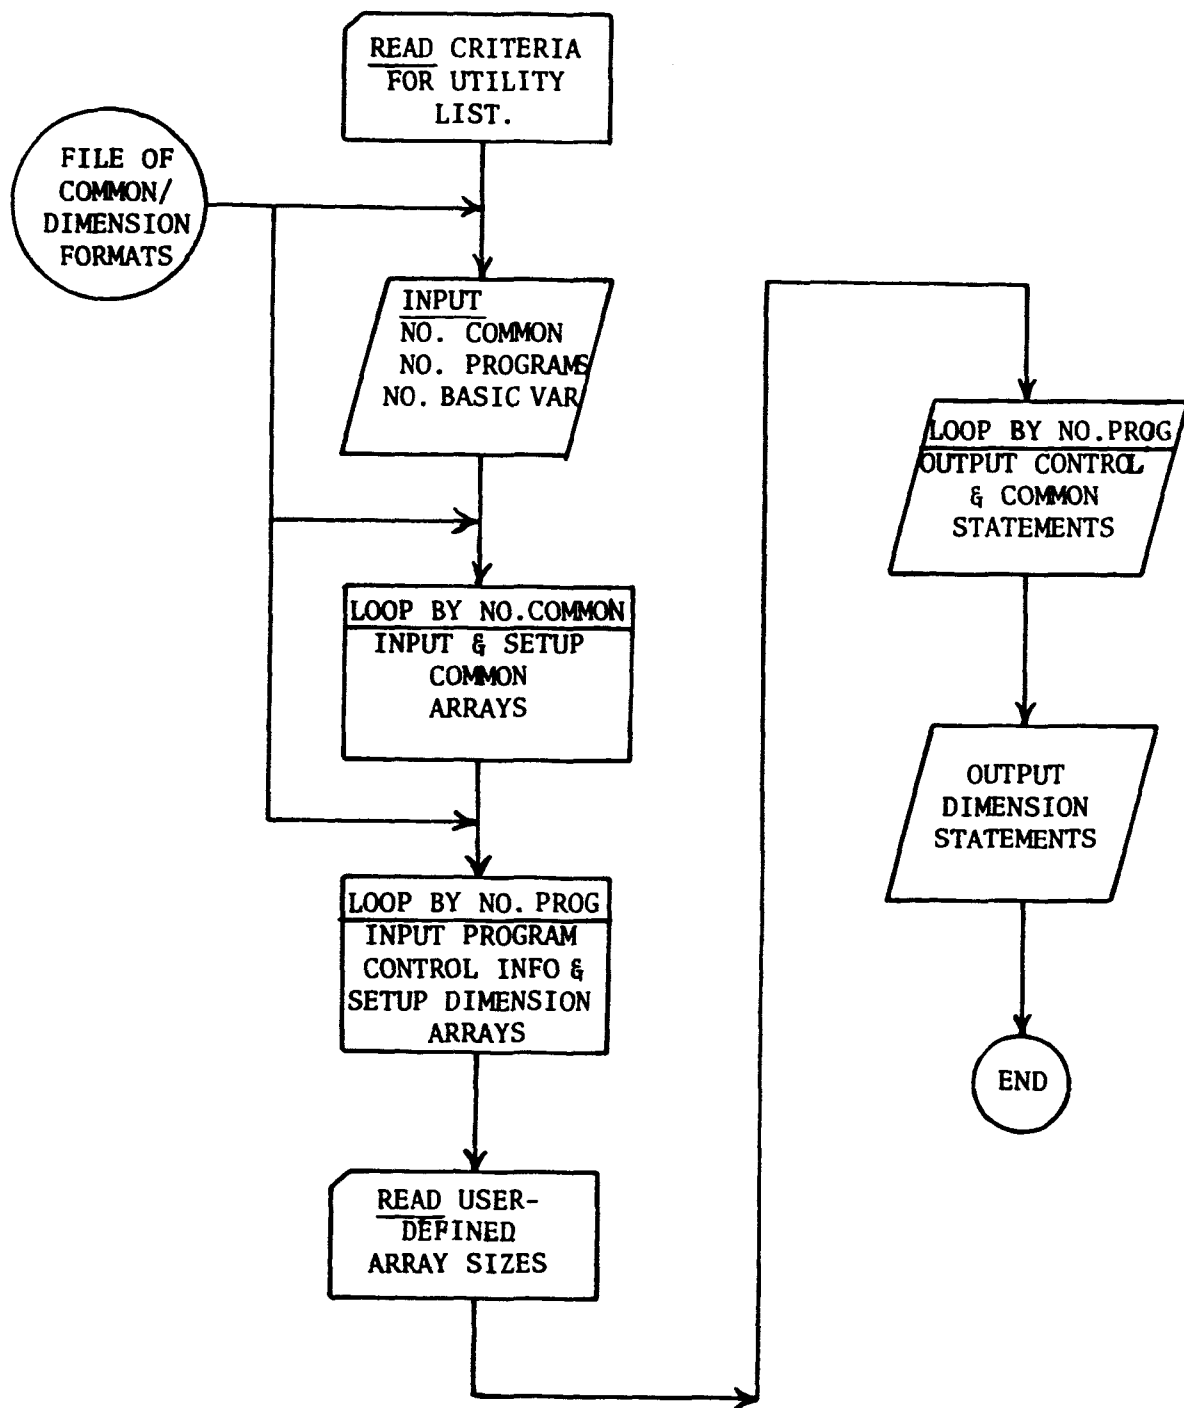 READ CRITERIA
FOR UTILITY
LIST.
FILE OF
COMMON/
DIMENSION
FORMATS
INPUT
NO. COMMON
NO. PROGRAMS
NO. BASIC VAR
LOOP BY NO.COMMON
INPUT & SETUP
COMMON
ARRAYS
LOOP BY NO. PROG
INPUT PROGRAM
CONTROL INFO &
SETUP DIMENSION
ARRAYS
READ USER-
DEFINED
ARRAY SIZES
LOOP BY NO.PROG
OUTPUT CONTROL
& COMMON
STATEMENTS
OUTPUT
DIMENSION
STATEMENTS
END